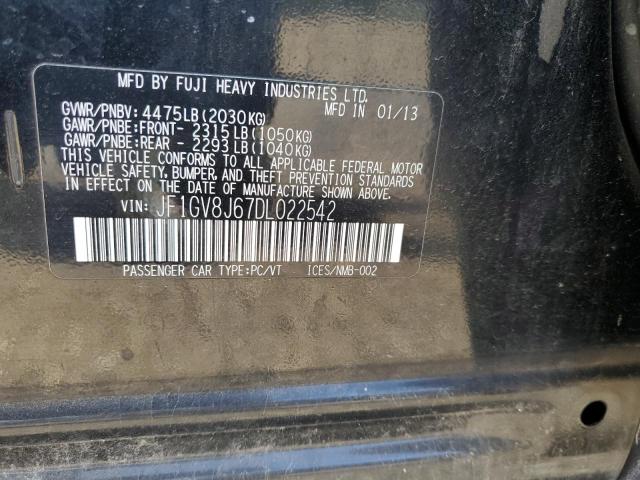 MFD BY FUJI HEAVY INDUSTRIES LTD.
GVWR/PNBV: 4475LB(2030KG) MFD IN 01/13
GAWR/PNBE:FRONT- 2315LB(1050KG)
GAWR/PNBE:REAR - 2293LB(1040KG)
THIS VEHICLE CONFORMS TO ALL APPLICABLE FEDERAL MOTOR
VEHICLE SAFETY, BUMPER, AND THEFT PREVENTION STANDARDS
IN EFFECT ON THE DATE OF MANUFACTURE SHOWN ABOVE.
VIN: JF1GV8J67DL022542
PASSENGER CAR TYPE:PC/VT ICES/NMB-002